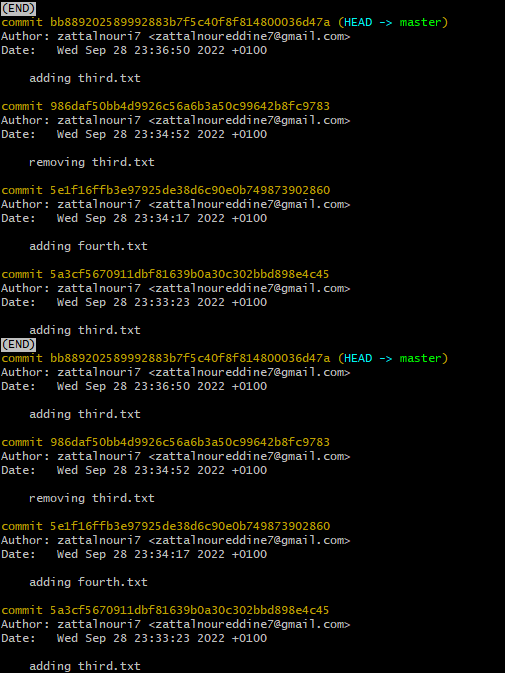 (END)
commit bb889202589992883b7f5c40f8f814800036d47a (HEAD -> master)
Author: zattalnouri7 <zattalnoureddine7@gmail.com>
Date:   Wed Sep 28 23:36:50 2022 +0100
    adding third.txt
commit 986daf50bb4d9926c56a6b3a50c99642b8fc9783
Author: zattalnouri7 <zattalnoureddine7@gmail.com>
Date:   Wed Sep 28 23:34:52 2022 +0100
    removing third.txt
commit 5e1f16ffb3e97925de38d6c90e0b749873902860
Author: zattalnouri7 <zattalnoureddine7@gmail.com>
Date:   Wed Sep 28 23:34:17 2022 +0100
    adding fourth.txt
commit 5a3cf5670911dbf81639b0a30c302bbd898e4c45
Author: zattalnouri7 <zattalnoureddine7@gmail.com>
Date:   Wed Sep 28 23:33:23 2022 +0100
    adding third.txt
(END)
commit bb889202589992883b7f5c40f8f814800036d47a (HEAD -> master)
Author: zattalnouri7 <zattalnoureddine7@gmail.com>
Date:   Wed Sep 28 23:36:50 2022 +0100
    adding third.txt
commit 986daf50bb4d9926c56a6b3a50c99642b8fc9783
Author: zattalnouri7 <zattalnoureddine7@gmail.com>
Date:   Wed Sep 28 23:34:52 2022 +0100
    removing third.txt
commit 5e1f16ffb3e97925de38d6c90e0b749873902860
Author: zattalnouri7 <zattalnoureddine7@gmail.com>
Date:   Wed Sep 28 23:34:17 2022 +0100
    adding fourth.txt
commit 5a3cf5670911dbf81639b0a30c302bbd898e4c45
Author: zattalnouri7 <zattalnoureddine7@gmail.com>
Date:   Wed Sep 28 23:33:23 2022 +0100
    adding third.txt